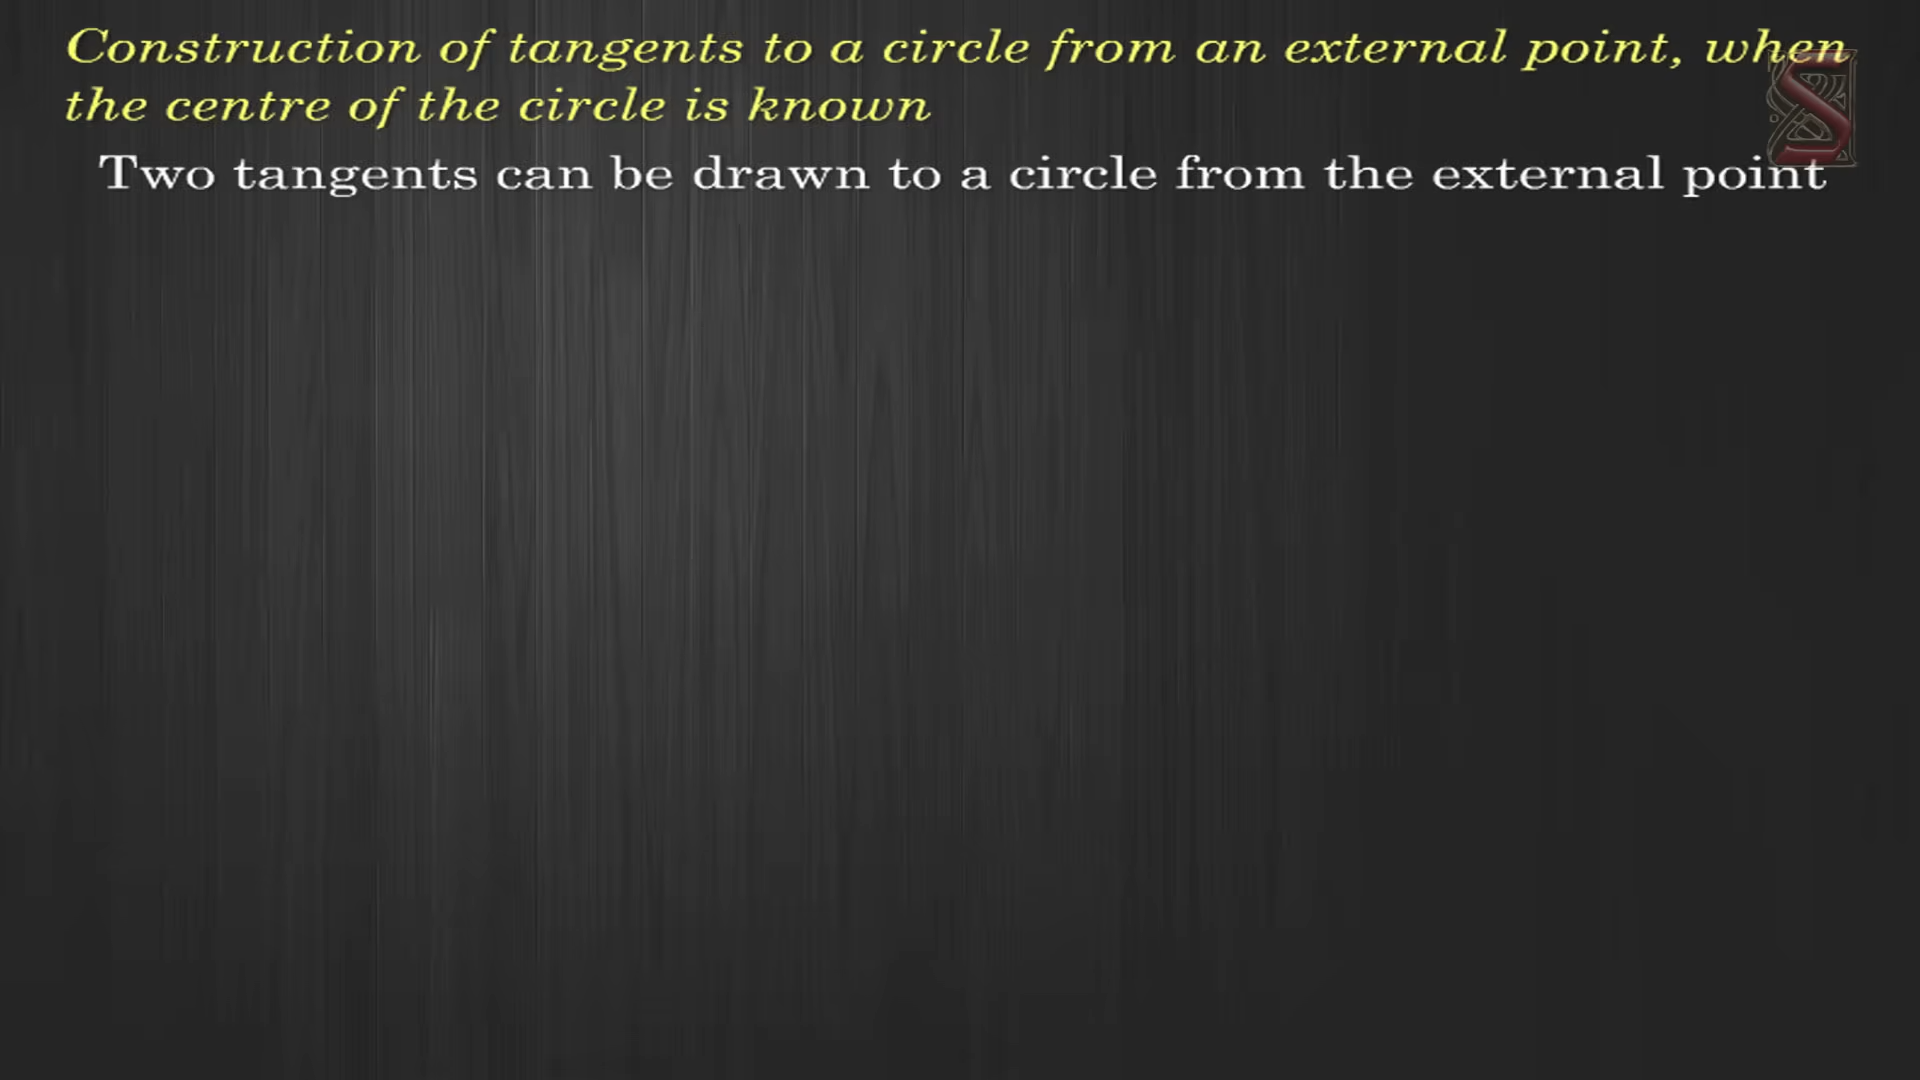 Construction of tangents to a circle from an external point, when
the centre of the circle is known
Two tangents can be drawn to a circle from the external point